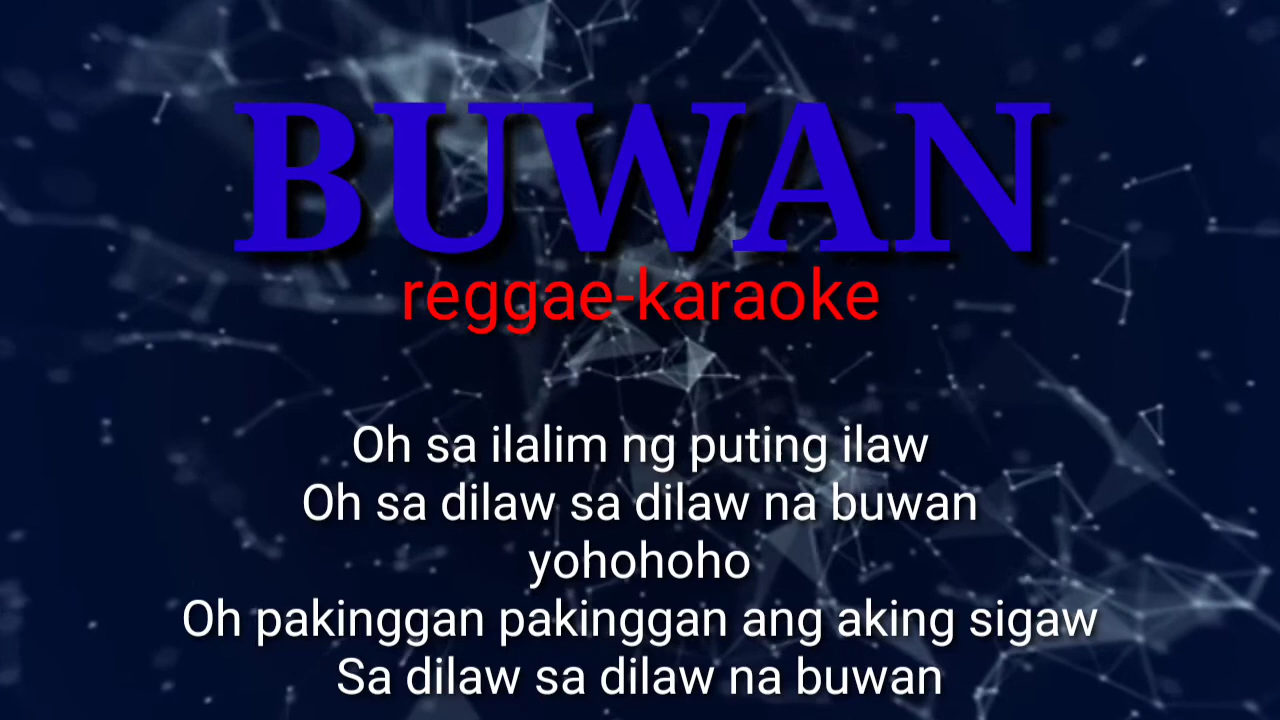 BUWAN
reggae-karaoke
Oh sa ilalim ng puting ilaw
Oh sa dilaw sa dilaw na buwan
yohohoho
Oh pakinggan pakinggan ang aking sigaw
Sa dilaw sa dilaw na buwan